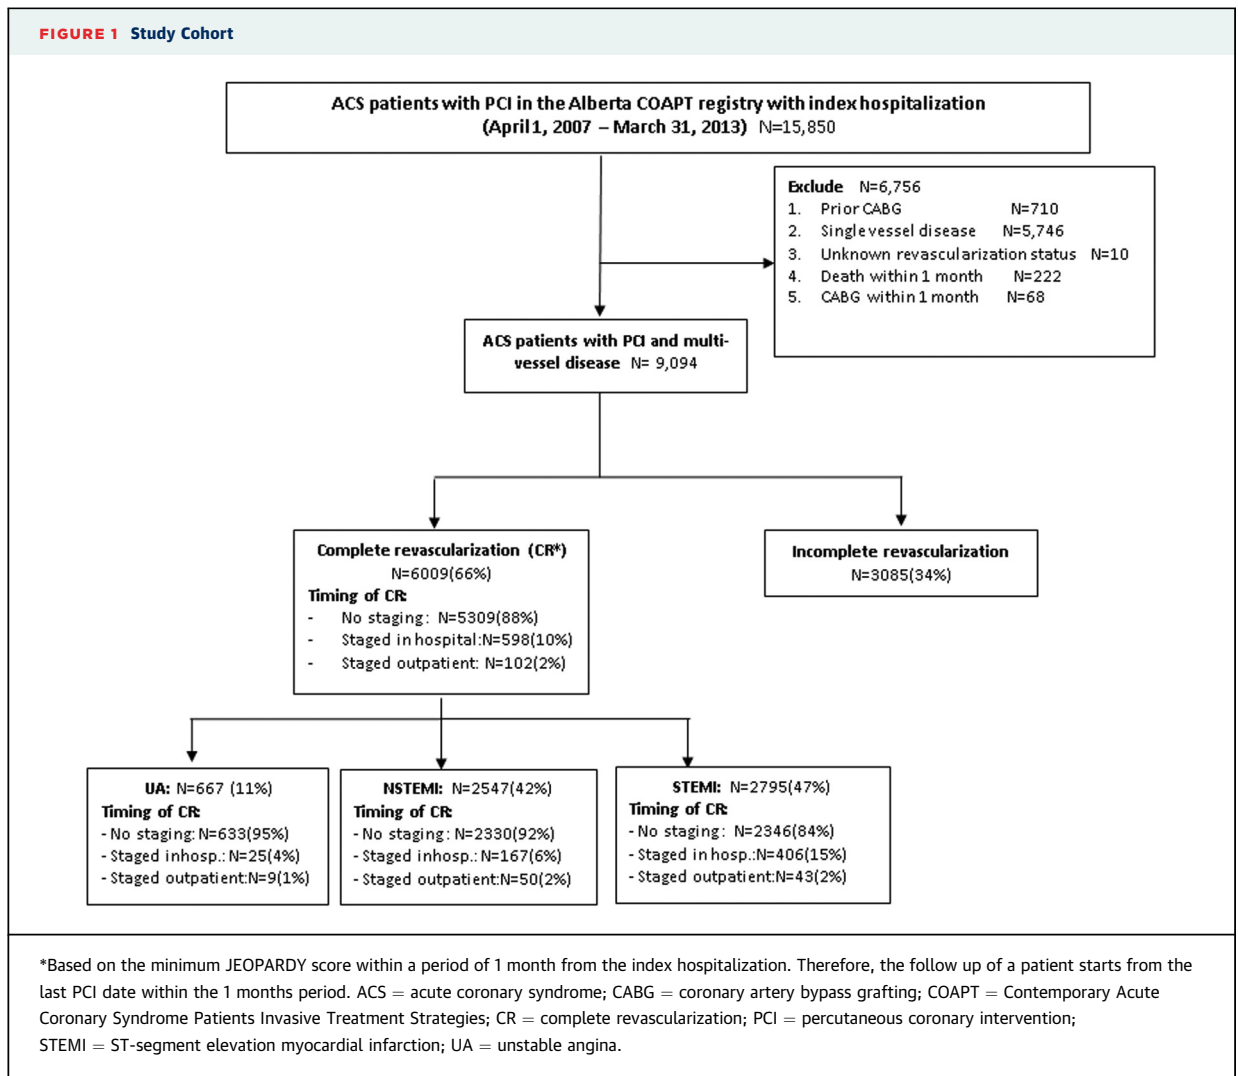 FIGURE 1 Study Cohort
ACS patients with PCI in the Alberta COAPT registry with index hospitalization
(April 1, 2007 – March 31, 2013) N=15,850
Exclude N=6,756
1. Prior CABG N=710
2. Single vessel disease N=5,746
3. Unknown revascularization status N=10
4. Death within 1 month N=222
5. CABG within 1 month N=68
ACS patients with PCI and multi-
vessel disease N= 9,094
Complete revascularization (CR*)
N=6009(66%)
Timing of CR:
- No staging: N=5309(88%)
- Staged in hospital:N=598(10%)
- Staged outpatient: N=102(2%)
Incomplete revascularization
N=3085(34%)
UA: N=667 (11%)
Timing of CR:
- No staging: N=633(95%)
- Staged inhosp.: N=25(4%)
- Staged outpatient:N=9(1%)
NSTEMI: N=2547(42%)
Timing of CR:
- No staging: N=2330(92%)
- Staged inhosp.: N=167(6%)
- Staged outpatient:N=50(2%)
STEMI: N=2795(47%)
Timing of CR:
- No staging: N=2346(84%)
- Staged in hosp.:N=406(15%)
- Staged outpatient:N=43(2%)
*Based on the minimum JEOPARDY score within a period of 1 month from the index hospitalization. Therefore, the follow up of a patient starts from the
last PCI date within the 1 months period. ACS = acute coronary syndrome; CABG = coronary artery bypass grafting; COAPT = Contemporary Acute
Coronary Syndrome Patients Invasive Treatment Strategies; CR = complete revascularization; PCI = percutaneous coronary intervention;
STEMI = ST-segment elevation myocardial infarction; UA = unstable angina.